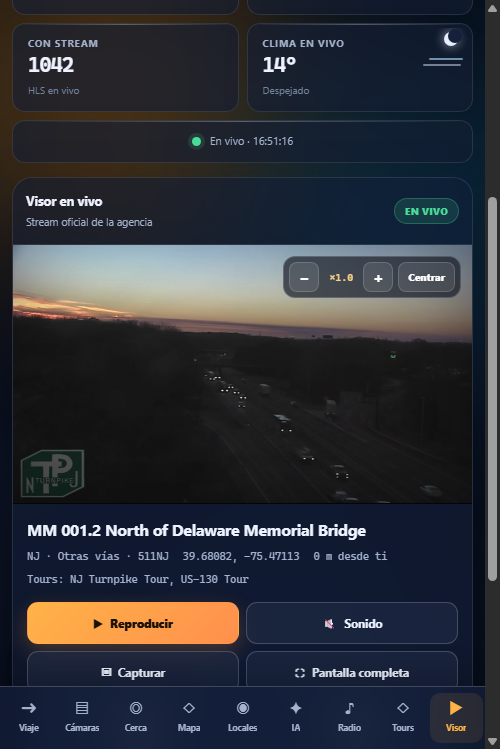 CON STREAM
1042
HLS en vivo
CLIMA EN VIVO
14°
Despejado
En vivo · 16:51:16
Visor en vivo
Stream oficial de la agencia
EN VIVO
− ×1.0 + Centrar
NJ TURNPIKE TP
MM 001.2 North of Delaware Memorial Bridge
NJ · Otras vías · 511NJ 39.68082, −75.47113 0 m desde ti
Tours: NJ Turnpike Tour, US-130 Tour
Reproducir
Sonido
Capturar
Pantalla completa
Viaje Cámaras Cerca Mapa Locales IA Radio Tours Visor